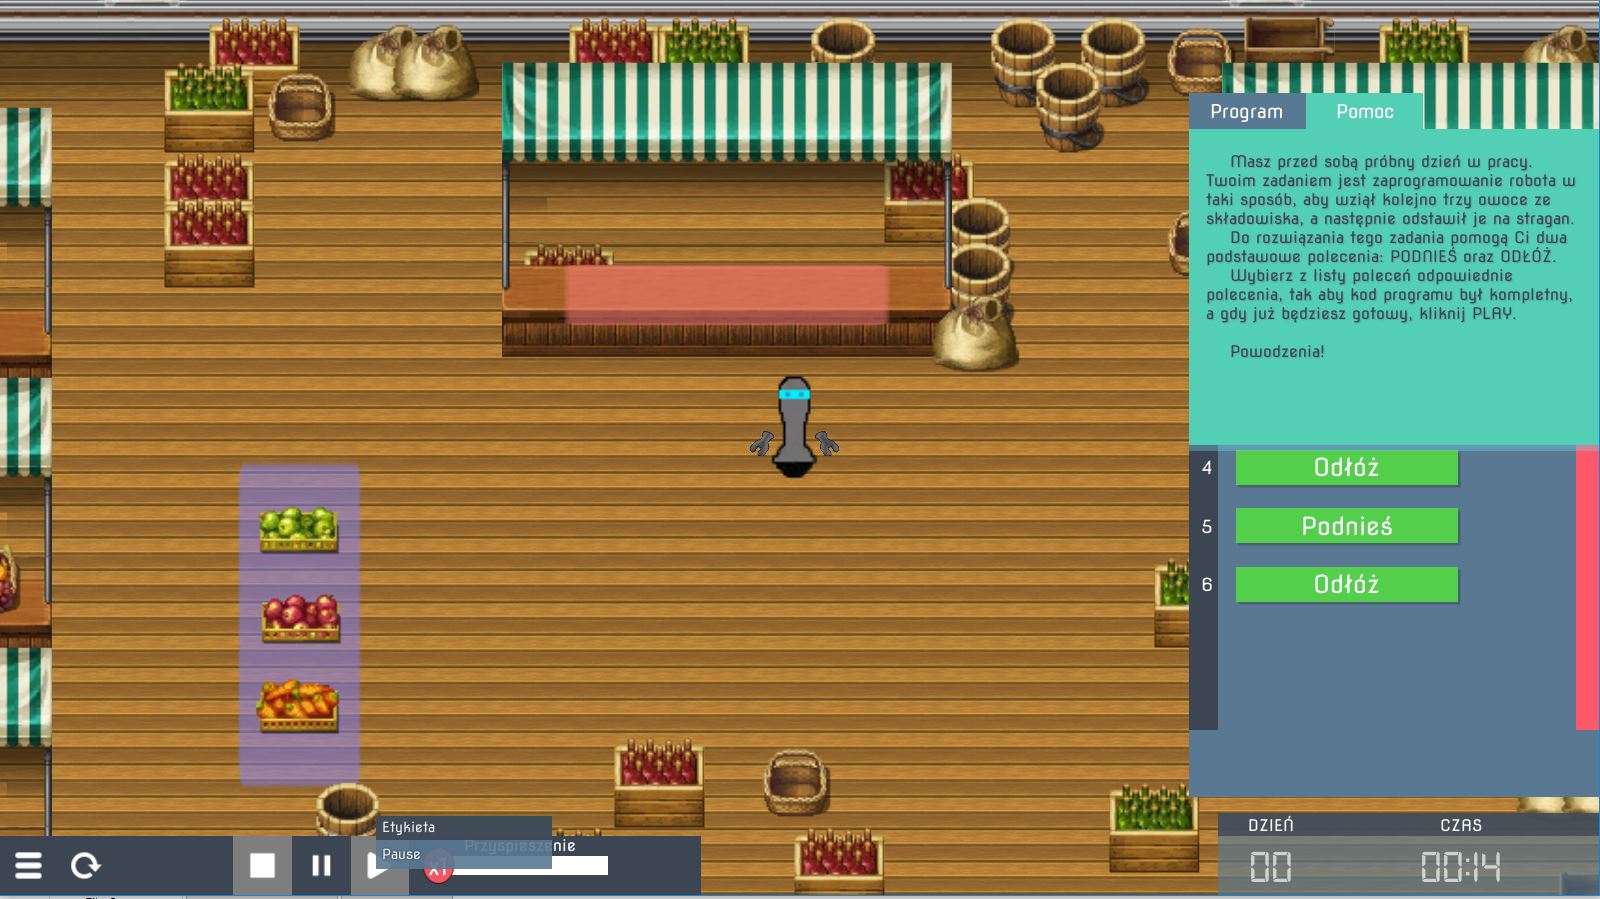 Program
Pomoc
Masz przed sobą próbny dzień w pracy.
Twoim zadaniem jest zaprogramowanie robota w
taki sposób, aby wziął kolejno trzy owoce ze
składowiska, a następnie odstawił je na stragan.
Do rozwiązania tego zadania pomogą Ci dwa
podstawowe polecenia: PODNIEŚ oraz ODŁÓŻ.
Wybierz z listy poleceń odpowiednie
polecenia, tak aby kod programu był kompletny,
a gdy już będziesz gotowy, kliknij PLAY.
Powodzenia!
4 Odłóż
5 Podnieś
6 Odłóż
Etykieta
Przyspieszenie
Pause
x1
DZIEŃ
CZAS
00
00:14